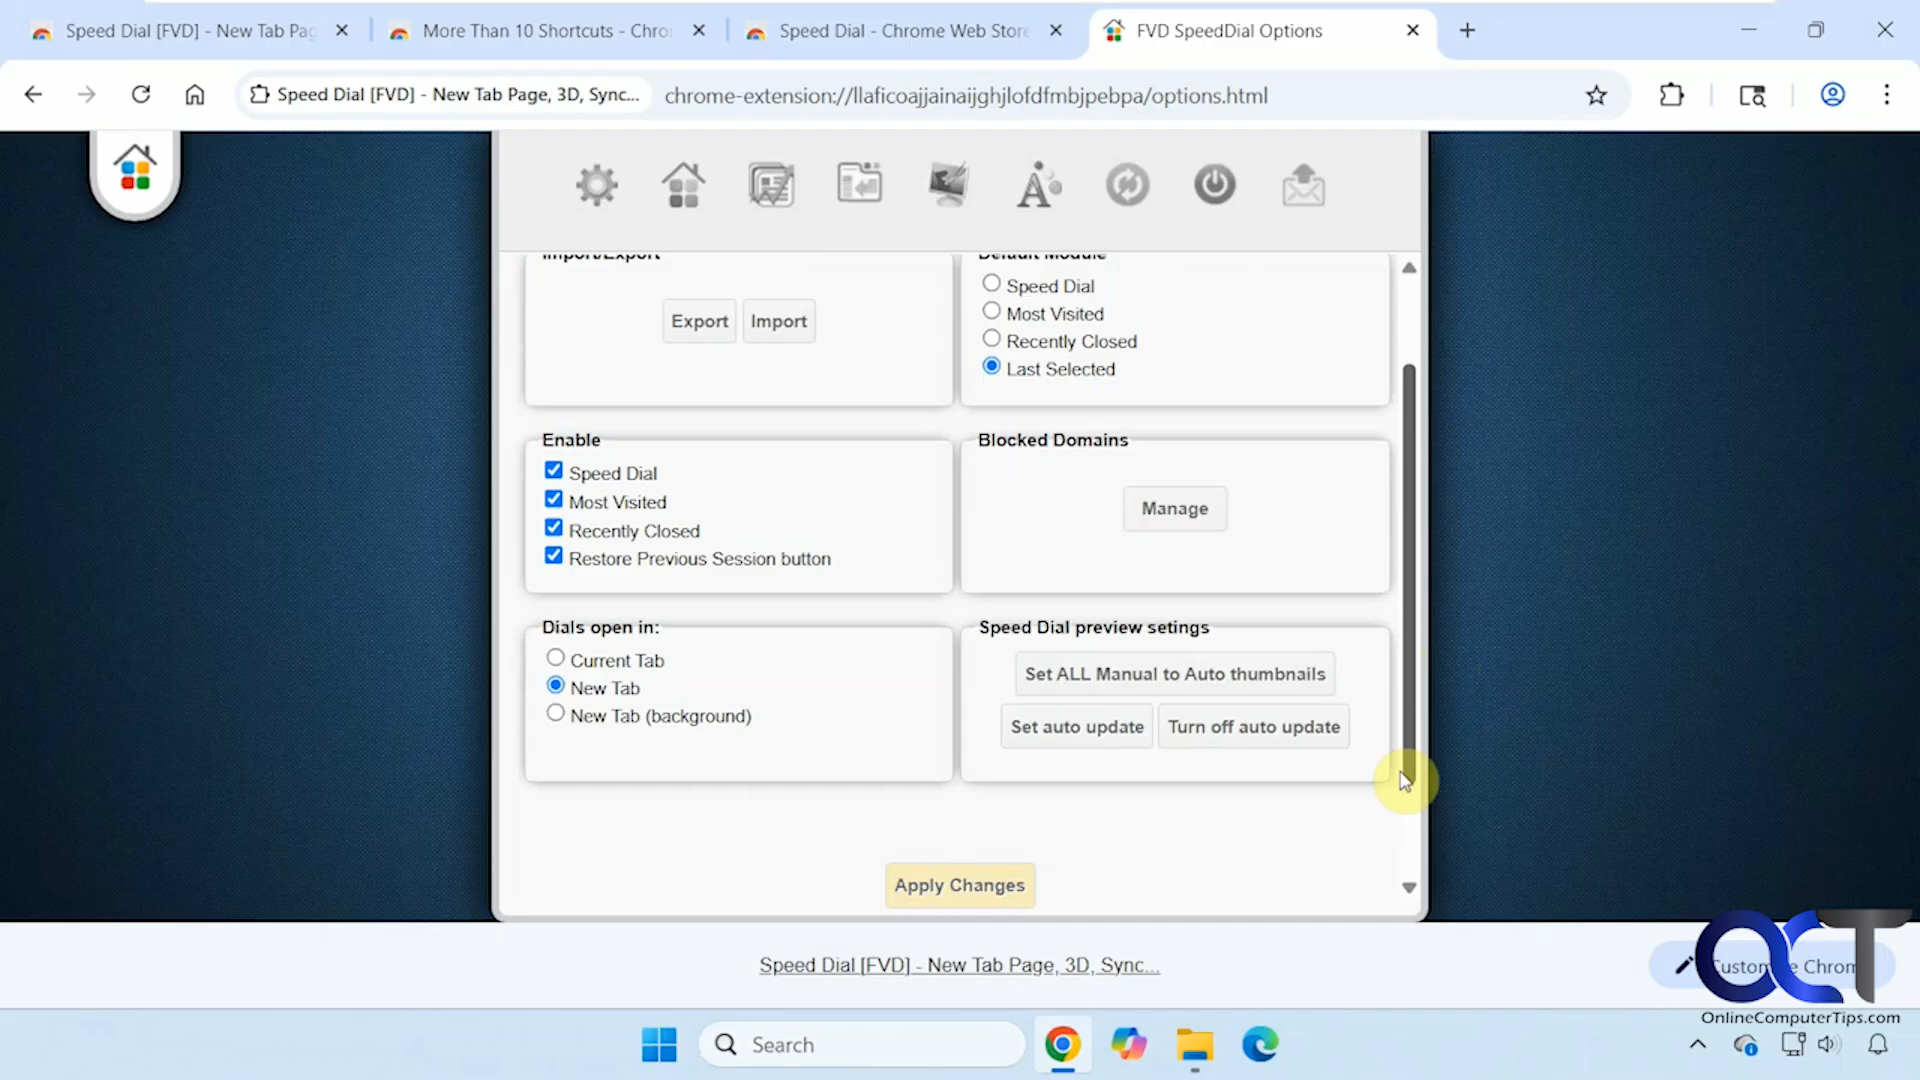 Speed Dial [FVD] - New Tab Pag
More Than 10 Shortcuts - Chro
Speed Dial - Chrome Web Store
FVD SpeedDial Options
Speed Dial [FVD] - New Tab Page, 3D, Sync...
chrome-extension://llaficoajjainaijghjlofdfmbjpebpa/options.html
Import/Export
Export
Import
Default Module
Speed Dial
Most Visited
Recently Closed
Last Selected
Enable
Speed Dial
Most Visited
Recently Closed
Restore Previous Session button
Blocked Domains
Manage
Dials open in:
Current Tab
New Tab
New Tab (background)
Speed Dial preview setings
Set ALL Manual to Auto thumbnails
Set auto update
Turn off auto update
Apply Changes
Speed Dial [FVD] - New Tab Page, 3D, Sync...
OCT
OnlineComputerTips.com
Search